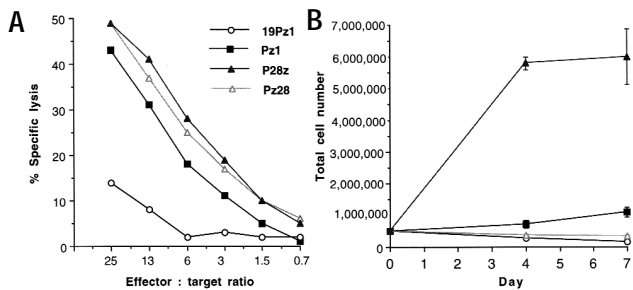 A
50
40
30
20
10
0
% Specific lysis
25 13 6 3 1.5 0.7
Effector : target ratio
19Pz1
Pz1
P28z
Pz28
B
7,000,000
6,000,000
5,000,000
4,000,000
3,000,000
2,000,000
1,000,000
0
Total cell number
0 1 2 3 4 5 6 7
Day